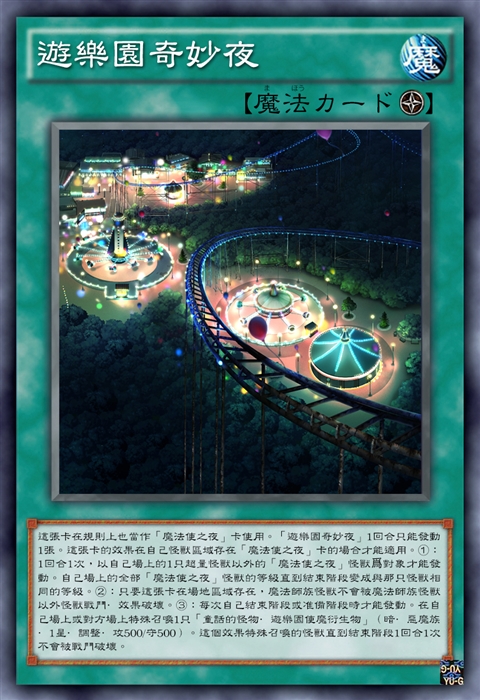 遊樂園奇妙夜
魔
【魔法カード】
這張卡在規則上也當作「魔法使之夜」卡使用。「遊樂園奇妙夜」1回合只能發動
1張。這張卡的效果在自己怪獸區域存在「魔法使之夜」卡的場合才能適用。①:
1回合1次,以自己場上的1只超量怪獸以外的「魔法使之夜」怪獸爲對象才能發
動。自己場上的全部「魔法使之夜」怪獸的等級直到結束階段變成與那只怪獸相
同的等級。②:只要這張卡在場地區域存在,魔法師族怪獸不會被魔法師族怪獸
以外怪獸戰鬥、效果破壞。③:每次自己結束階段或准備階段時才能發動。在自
己場上或對方場上特殊召喚1只「童話的怪物·遊樂園使魔衍生物」(暗·惡魔族
·1星·調整·攻500/守500)。這個效果特殊召喚的怪獸直到結束階段1回合1次
不會被戰鬥破壞。
YU-G
YU-G